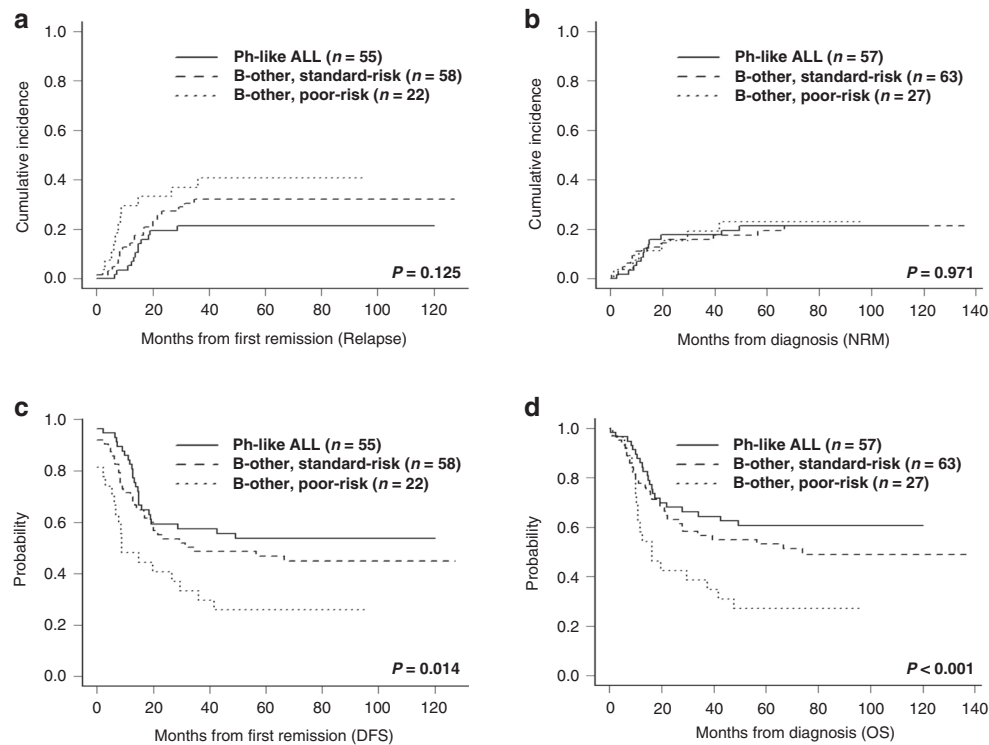 a
1.0
0.8
0.6
0.4
0.2
0.0
Cumulative incidence
Ph-like ALL (n = 55)
B-other, standard-risk (n = 58)
B-other, poor-risk (n = 22)
P = 0.125
0 20 40 60 80 100 120
Months from first remission (Relapse)
b
1.0
0.8
0.6
0.4
0.2
0.0
Cumulative incidence
Ph-like ALL (n = 57)
B-other, standard-risk (n = 63)
B-other, poor-risk (n = 27)
P = 0.971
0 20 40 60 80 100 120 140
Months from diagnosis (NRM)
c
1.0
0.8
0.6
0.4
0.2
0.0
Probability
Ph-like ALL (n = 55)
B-other, standard-risk (n = 58)
B-other, poor-risk (n = 22)
P = 0.014
0 20 40 60 80 100 120
Months from first remission (DFS)
d
1.0
0.8
0.6
0.4
0.2
0.0
Probability
Ph-like ALL (n = 57)
B-other, standard-risk (n = 63)
B-other, poor-risk (n = 27)
P < 0.001
0 20 40 60 80 100 120 140
Months from diagnosis (OS)